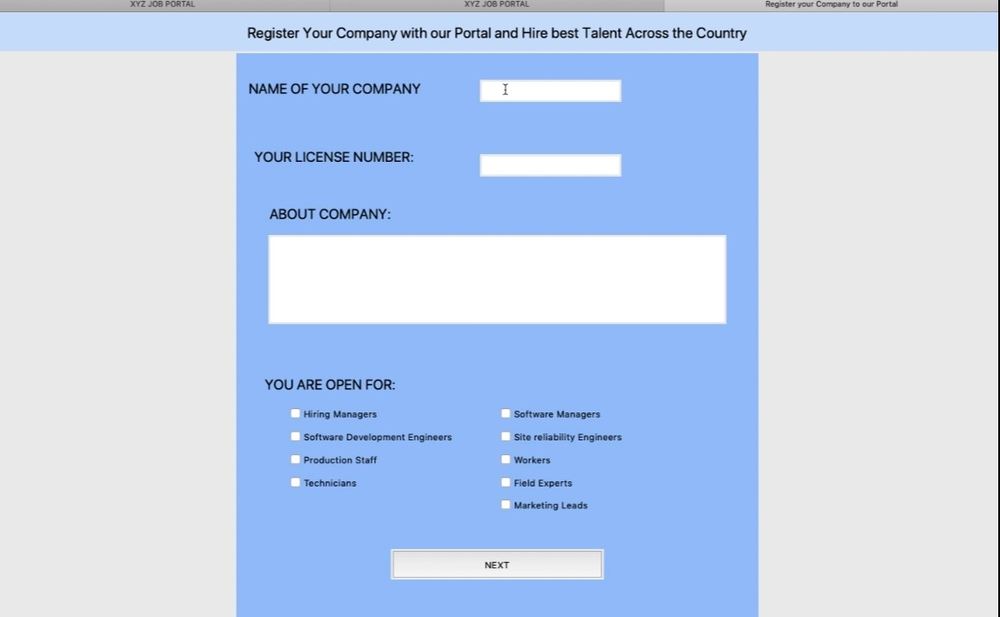 XYZ JOB PORTAL XYZ JOB PORTAL Register your Company to our Portal
Register Your Company with our Portal and Hire best Talent Across the Country
NAME OF YOUR COMPANY
YOUR LICENSE NUMBER:
ABOUT COMPANY:
YOU ARE OPEN FOR:
Hiring Managers Software Managers
Software Development Engineers Site reliability Engineers
Production Staff Workers
Technicians Field Experts
Marketing Leads
NEXT